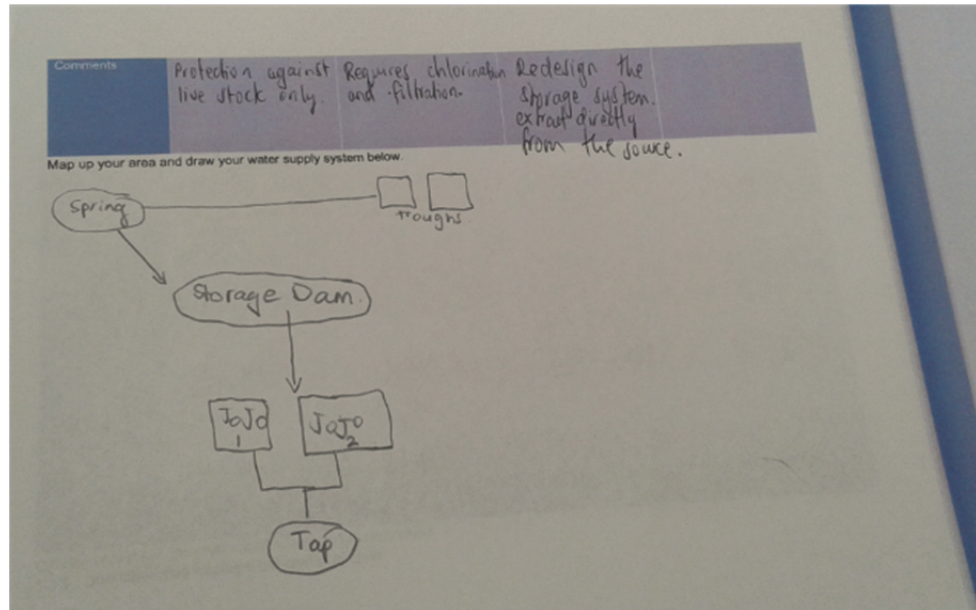 Comments
Protection against
live stock only.
Requires chlorination
and filtration.
Redesign the
storage system.
extract directly
from the source.
Map up your area and draw your water supply system below.
Spring
troughs
Storage Dam.
JoJo
1
JoJo
2
Tap